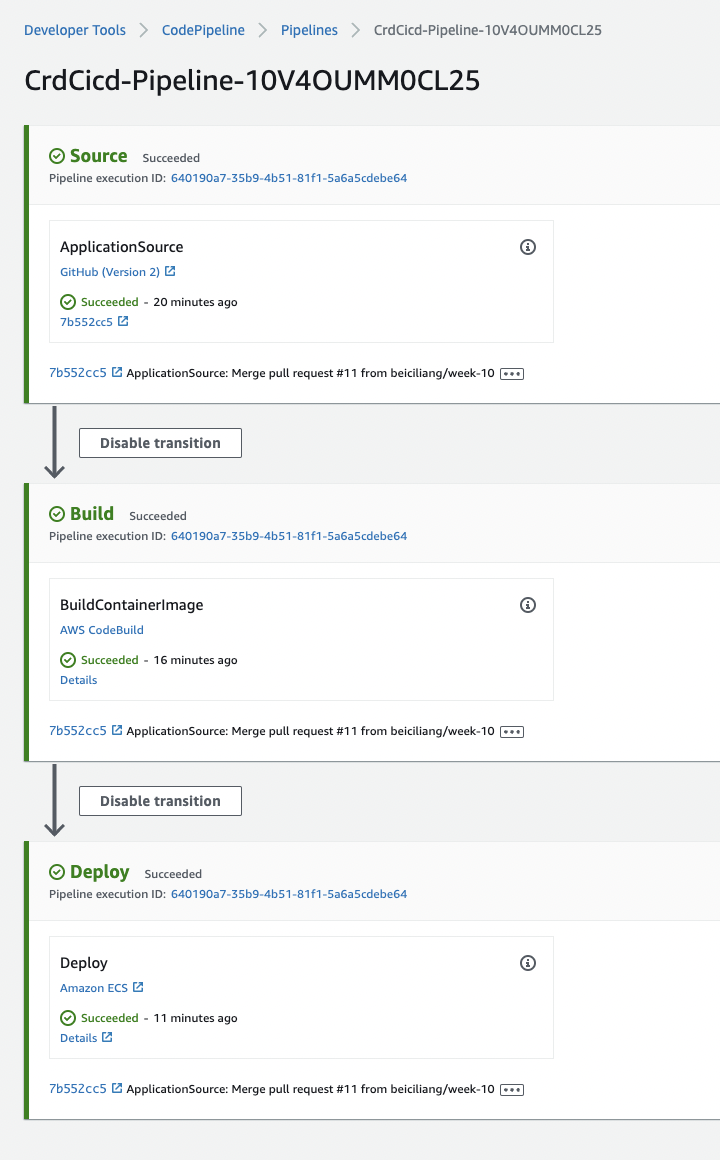 Developer Tools > CodePipeline > Pipelines > CrdCicd-Pipeline-10V4OUMM0CL25
CrdCicd-Pipeline-10V4OUMM0CL25
Source Succeeded
Pipeline execution ID: 640190a7-35b9-4b51-81f1-5a6a5cdebe64
ApplicationSource
GitHub (Version 2)
Succeeded - 20 minutes ago
7b552cc5
7b552cc5 ApplicationSource: Merge pull request #11 from beiciliang/week-10
Disable transition
Build Succeeded
Pipeline execution ID: 640190a7-35b9-4b51-81f1-5a6a5cdebe64
BuildContainerImage
AWS CodeBuild
Succeeded - 16 minutes ago
Details
7b552cc5 ApplicationSource: Merge pull request #11 from beiciliang/week-10
Disable transition
Deploy Succeeded
Pipeline execution ID: 640190a7-35b9-4b51-81f1-5a6a5cdebe64
Deploy
Amazon ECS
Succeeded - 11 minutes ago
Details
7b552cc5 ApplicationSource: Merge pull request #11 from beiciliang/week-10